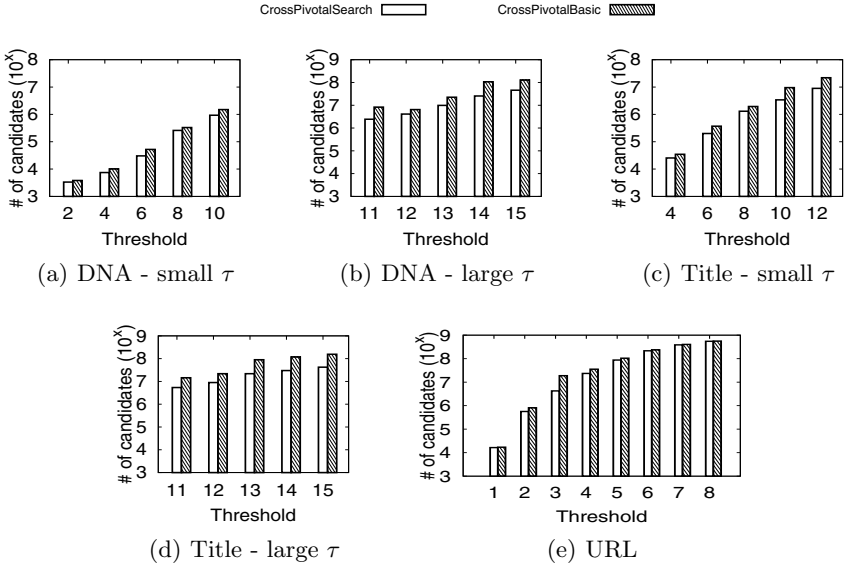 CrossPivotalSearch CrossPivotalBasic
# of candidates (10^x)
8
7
6
5
4
3
2 4 6 8 10
Threshold
(a) DNA - small τ
# of candidates (10^x)
9
8
7
6
5
4
3
11 12 13 14 15
Threshold
(b) DNA - large τ
# of candidates (10^x)
8
7
6
5
4
3
4 6 8 10 12
Threshold
(c) Title - small τ
# of candidates (10^x)
9
8
7
6
5
4
3
11 12 13 14 15
Threshold
(d) Title - large τ
# of candidates (10^x)
9
8
7
6
5
4
3
1 2 3 4 5 6 7 8
Threshold
(e) URL